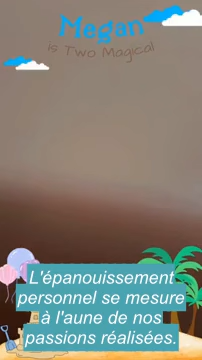 Megan
is Two Magical
L'épanouissement
personnel se mesure
à l'aune de nos
passions réalisées.